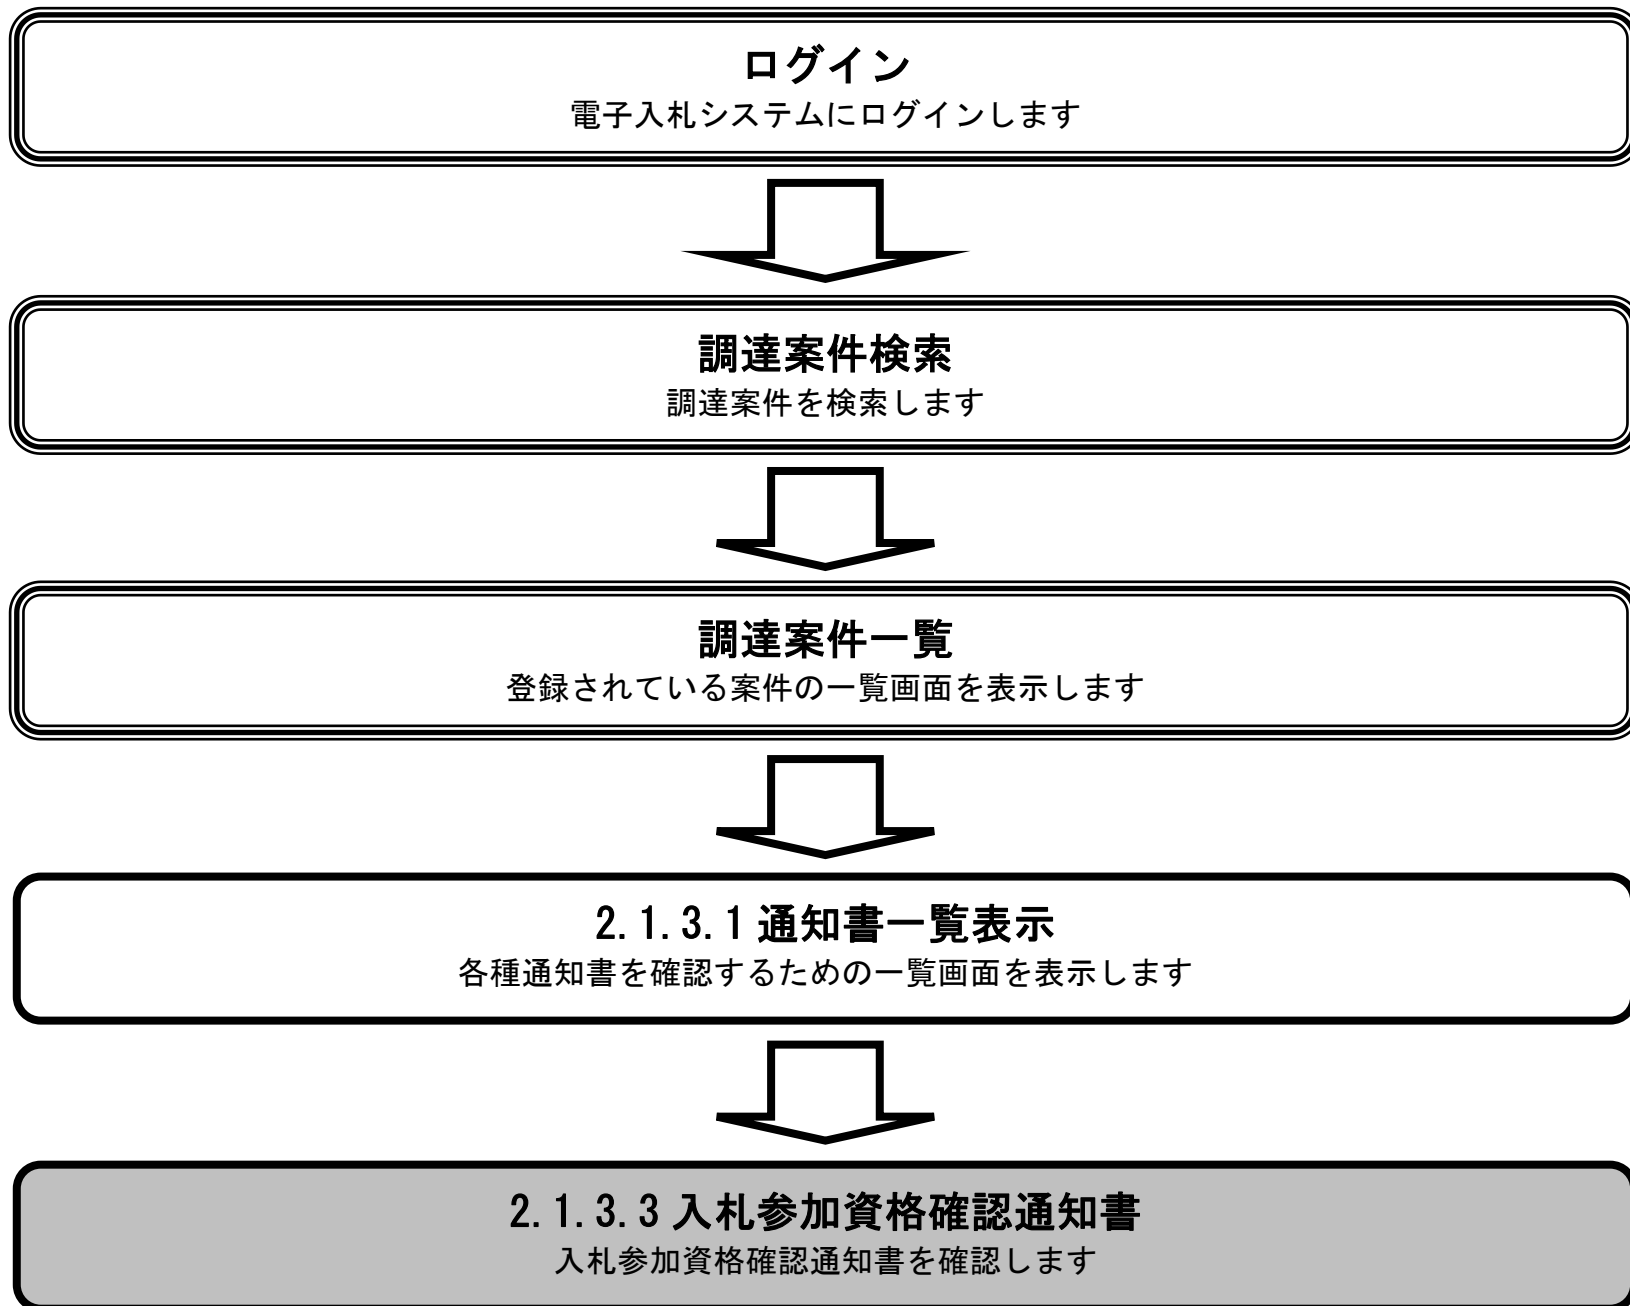 ログイン
電子入札システムにログインします
調達案件検索
調達案件を検索します
調達案件一覧
登録されている案件の一覧画面を表示します
2.1.3.1 通知書一覧表示
各種通知書を確認するための一覧画面を表示します
2.1.3.3 入札参加資格確認通知書
入札参加資格確認通知書を確認します